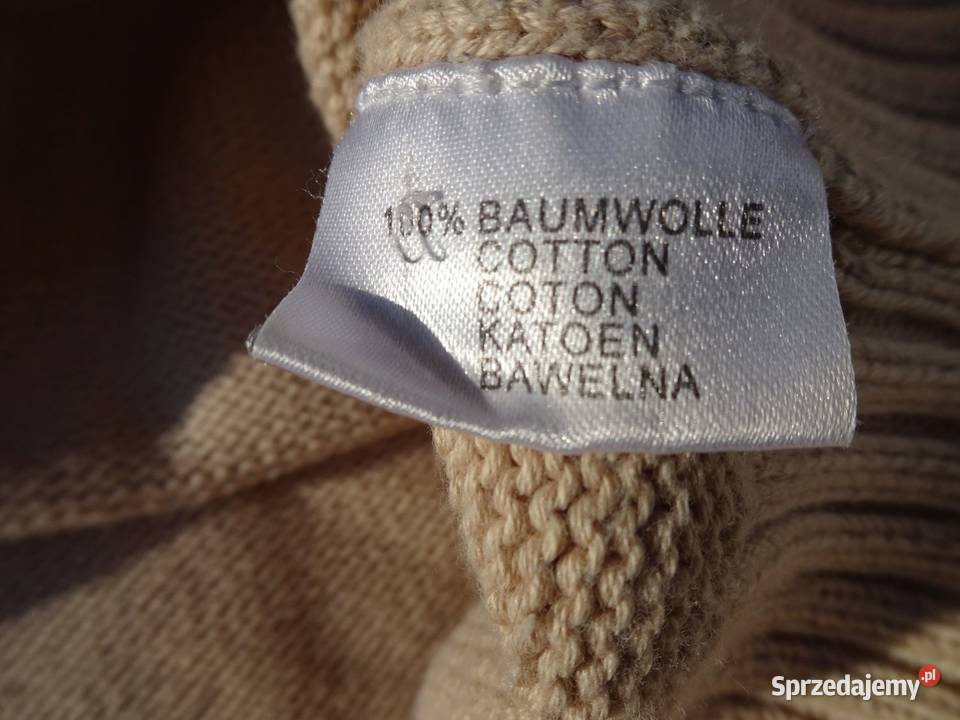 100% BAUMWOLLE
COTTON
COTON
KATOEN
BAWELNA
Sprzedajemy.pl